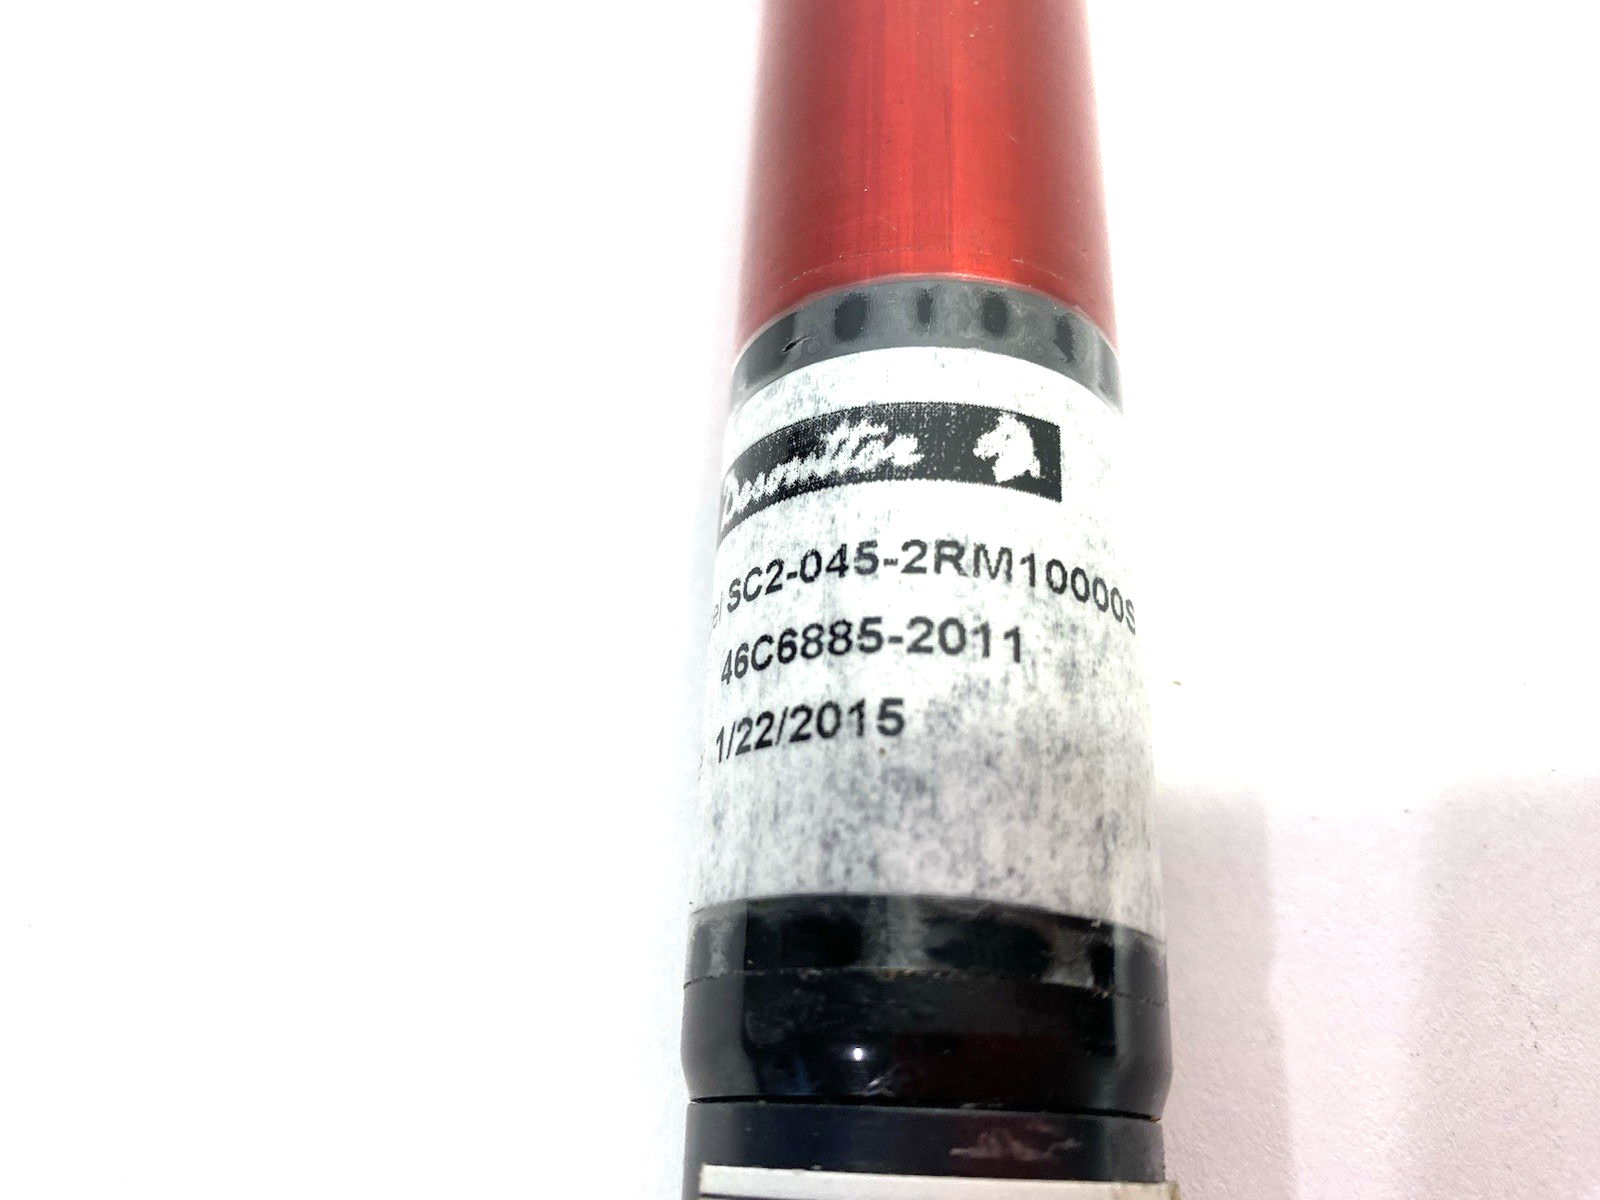 Desoutter
el SC2-045-2RM10000S
46C6885-2011
1/22/2015